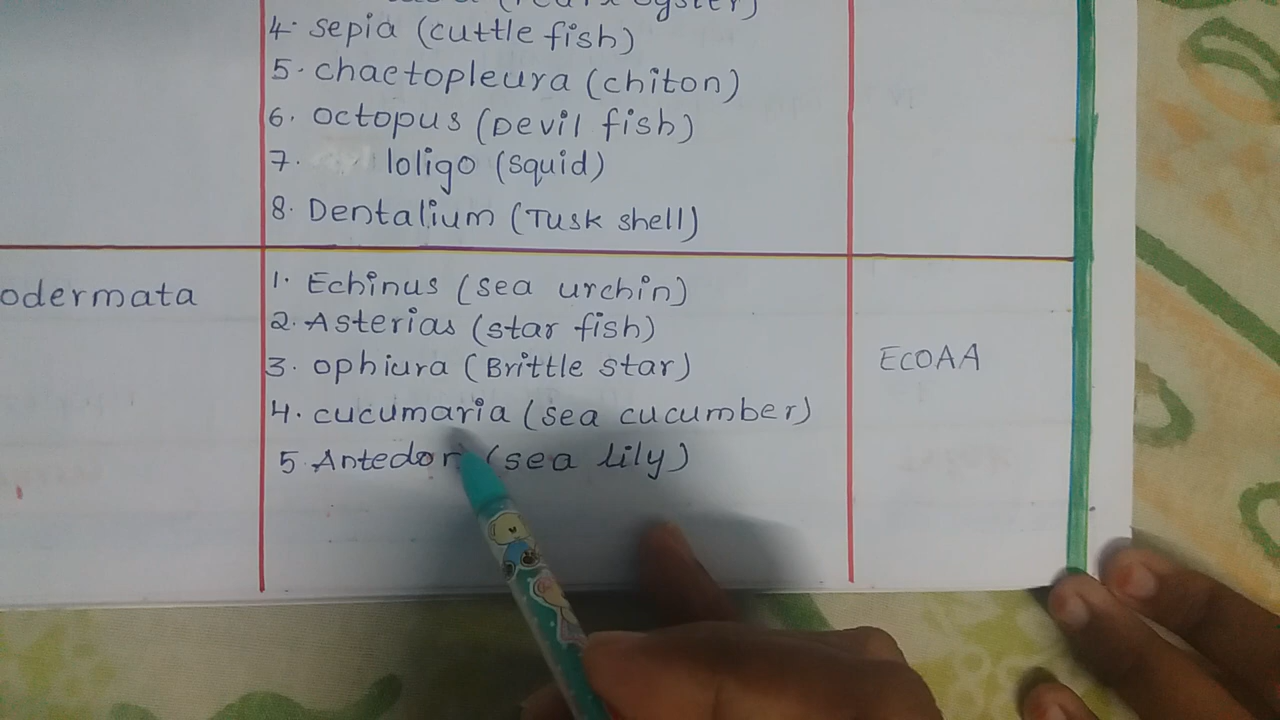 4. sepia (cuttle fish)
5. chaetopleura (chiton)
6. octopus (Devil fish)
7. loligo (squid)
8. Dentalium (Tusk shell)
odermata
1. Echinus (sea urchin)
2. Asterias (star fish)
3. ophiura (Brittle star)
4. cucumaria (sea cucumber)
5 Antedon (sea lily)
ECOAA